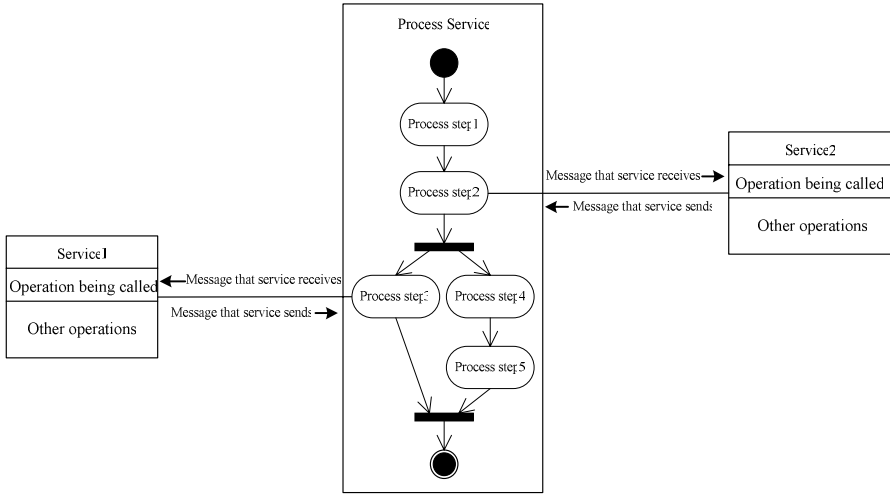 Process Service
Process step1
Process step2
Message that service receives
Message that service sends
Service2
Operation being called
Other operations
Service1
Operation being called
Other operations
Message that service receives
Message that service sends
Process step3
Process step4
Process step5